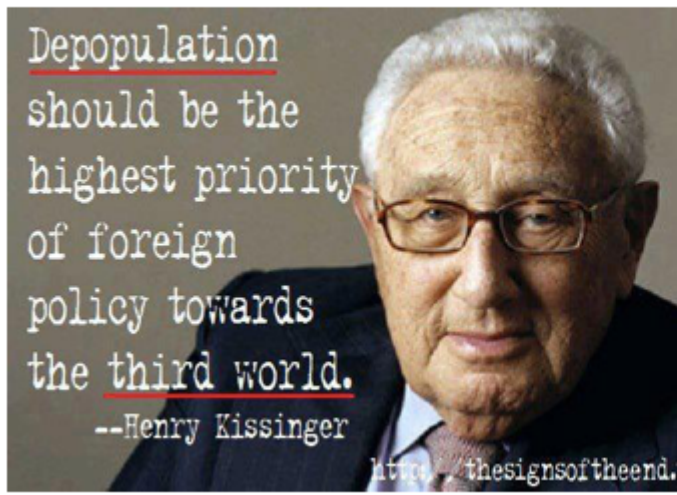 Depopulation
should be the
highest priority
of foreign
policy towards
the third world.
--Henry Kissinger
thesignsoftheend.